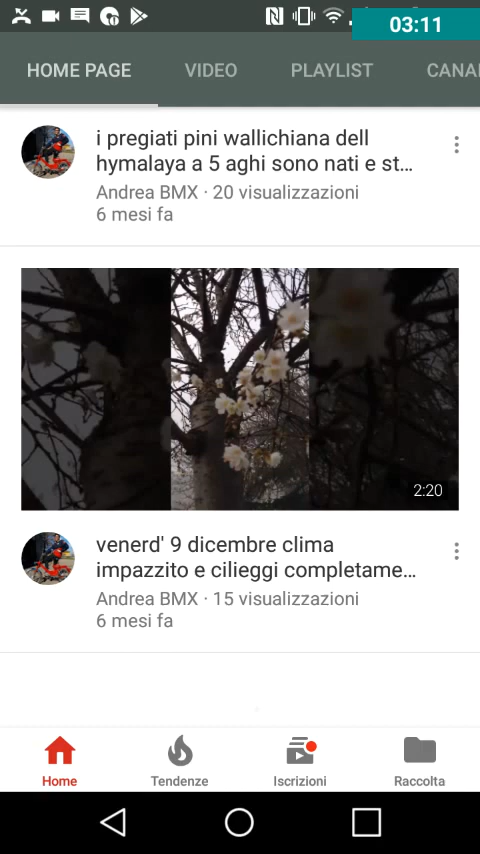 03:11
HOME PAGE VIDEO PLAYLIST CANA
i pregiati pini wallichiana dell
hymalaya a 5 aghi sono nati e st...
Andrea BMX · 20 visualizzazioni
6 mesi fa
2:20
venerd' 9 dicembre clima
impazzito e cilieggi completame...
Andrea BMX · 15 visualizzazioni
6 mesi fa
Home Tendenze Iscrizioni Raccolta